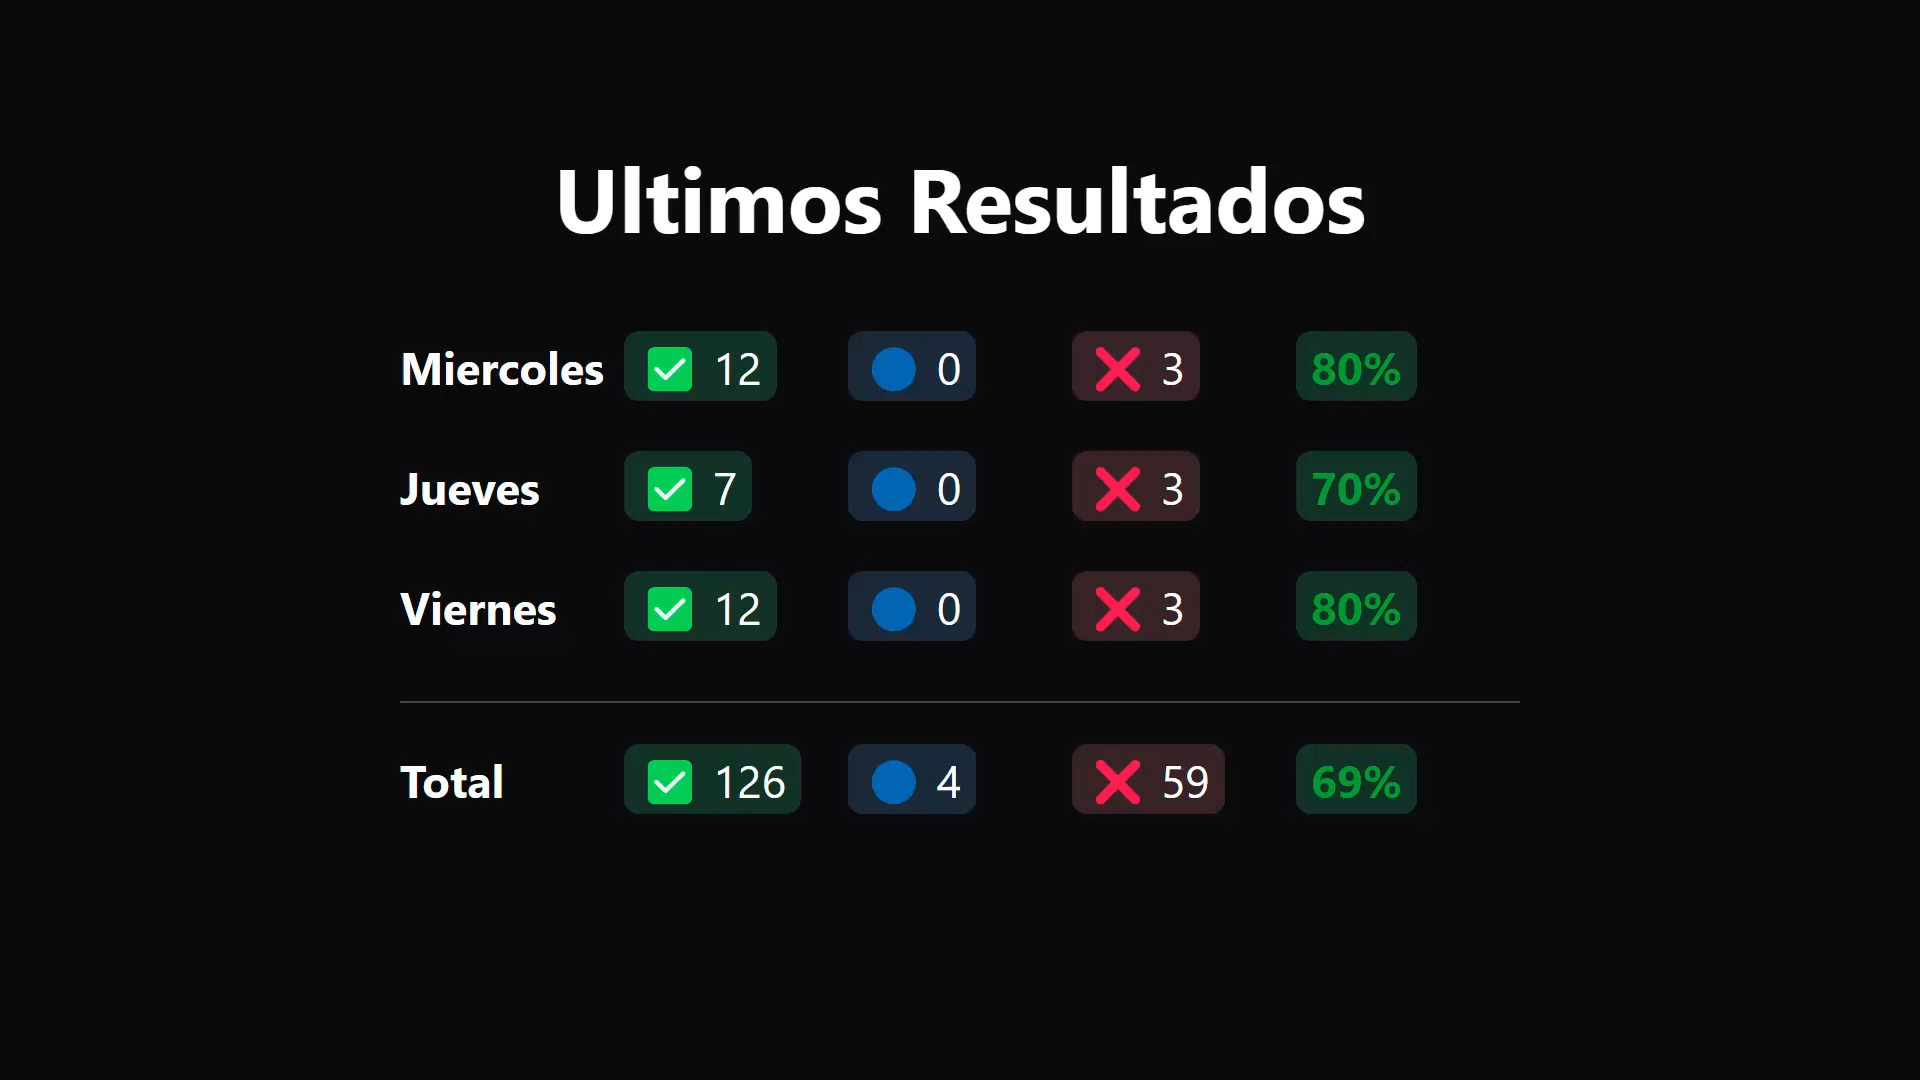 Ultimos Resultados
Miercoles ✅ 12 🔵 0 ❌ 3 80%
Jueves ✅ 7 🔵 0 ❌ 3 70%
Viernes ✅ 12 🔵 0 ❌ 3 80%
Total ✅ 126 🔵 4 ❌ 59 69%